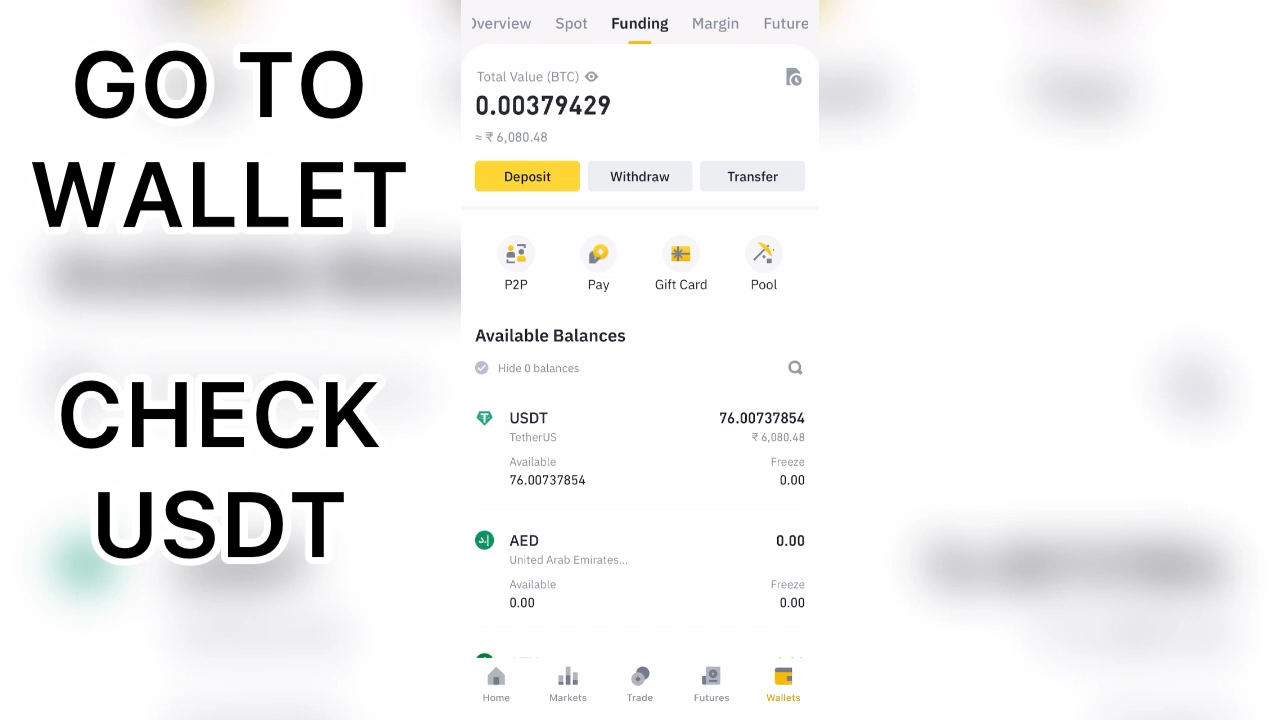 GO TO
WALLET
CHECK
USDT
Overview Spot Funding Margin Future
Total Value (BTC)
0.00379429
≈ ₹ 6,080.48
Deposit Withdraw Transfer
P2P Pay Gift Card Pool
Available Balances
Hide 0 balances
USDT 76.00737854
TetherUS ₹ 6,080.48
Available Freeze
76.00737854 0.00
AED 0.00
United Arab Emirates...
Available Freeze
0.00 0.00
Home Markets Trade Futures Wallets